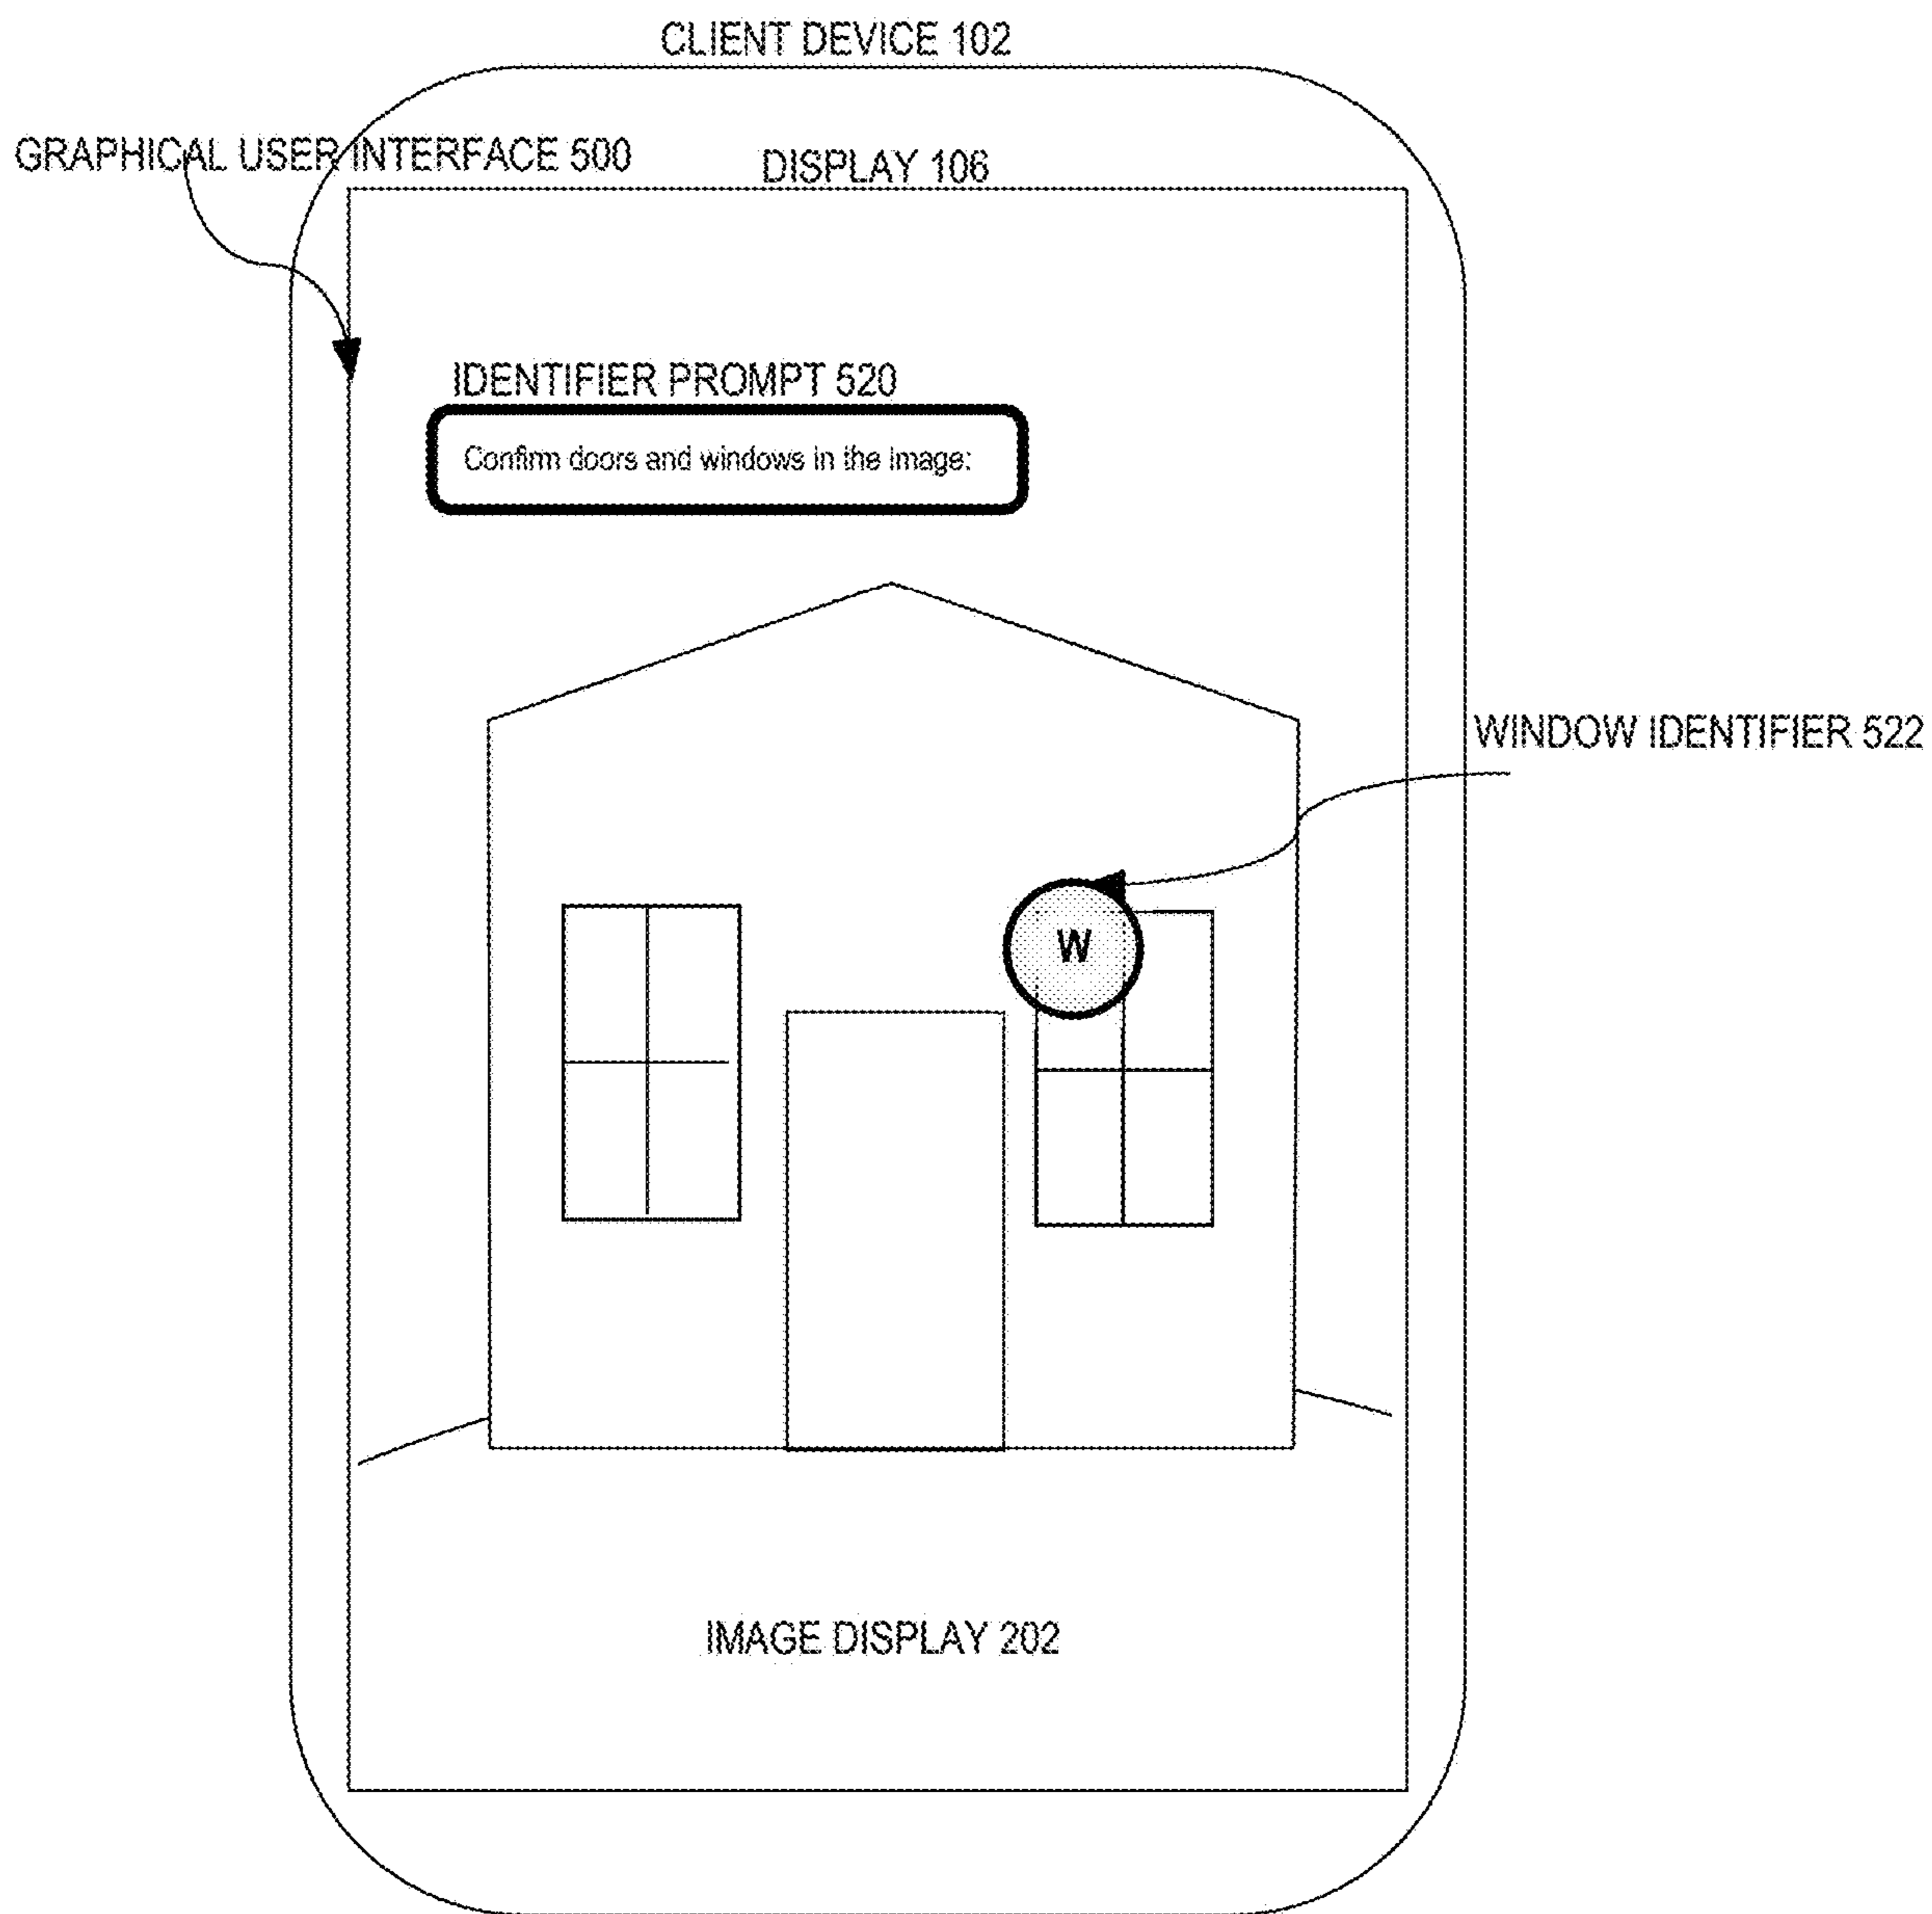 CLIENT DEVICE 102
GRAPHICAL USER INTERFACE 500
DISPLAY 106
IDENTIFIER PROMPT 520
Confirm doors and windows in the image:
WINDOW IDENTIFIER 522
W
IMAGE DISPLAY 202